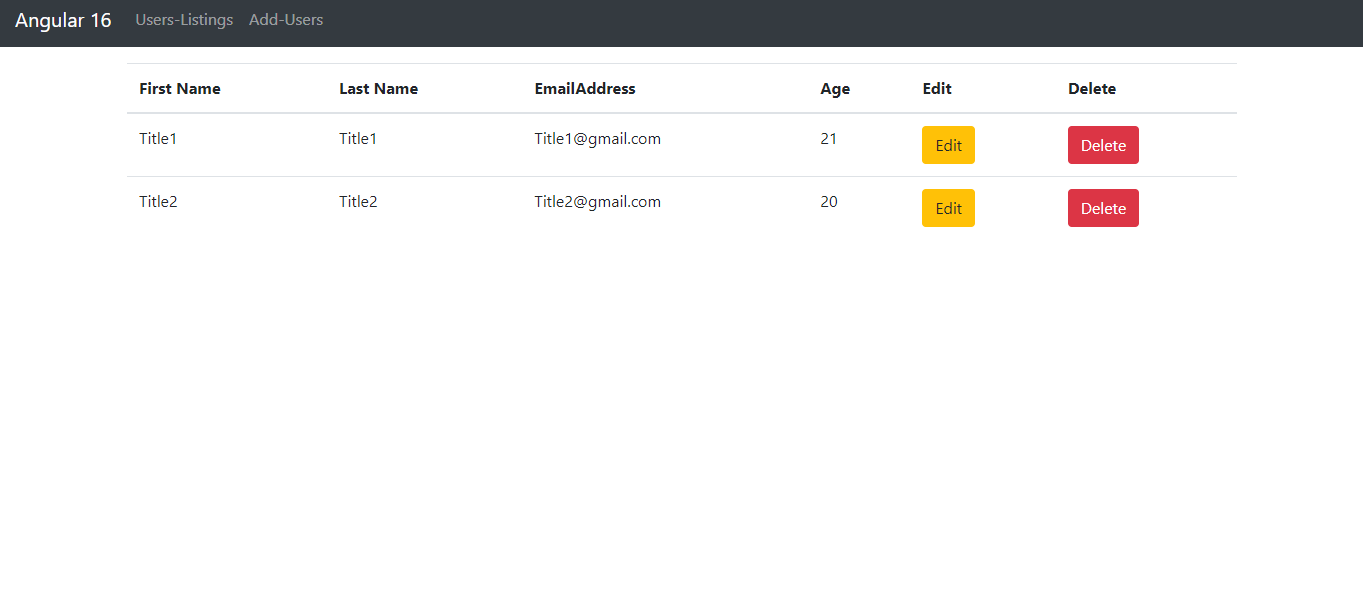 Angular 16 Users-Listings Add-Users
First Name Last Name EmailAddress Age Edit Delete
Title1 Title1 Title1@gmail.com 21 Edit Delete
Title2 Title2 Title2@gmail.com 20 Edit Delete